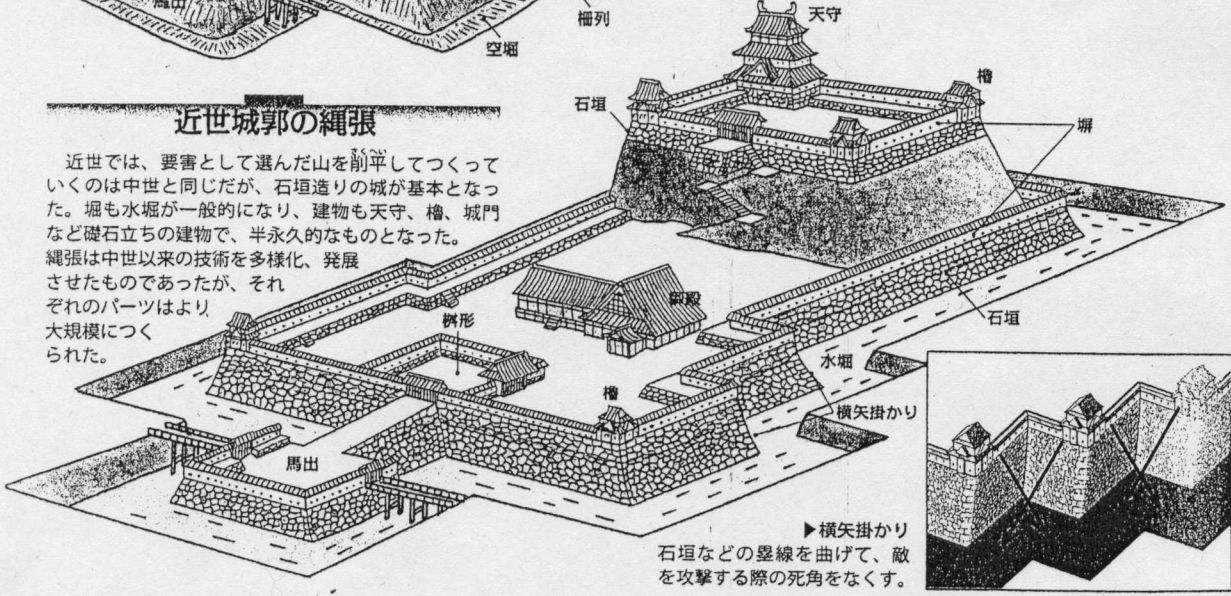 馬出
空堀
柵列
近世城郭の縄張
近世では、要害として選んだ山を削平してつくって
いくのは中世と同じだが、石垣造りの城が基本となっ
た。堀も水堀が一般的になり、建物も天守、櫓、城門
など礎石立ちの建物で、半永久的なものとなった。
縄張は中世以来の技術を多様化、発展
させたものであったが、それ
ぞれのパーツはより
大規模につく
られた。
さくへい
天守
櫓
石垣
塀
御殿
桝形
石垣
水堀
櫓
横矢掛かり
馬出
▶横矢掛かり
石垣などの塁線を曲げて、敵
を攻撃する際の死角をなくす。